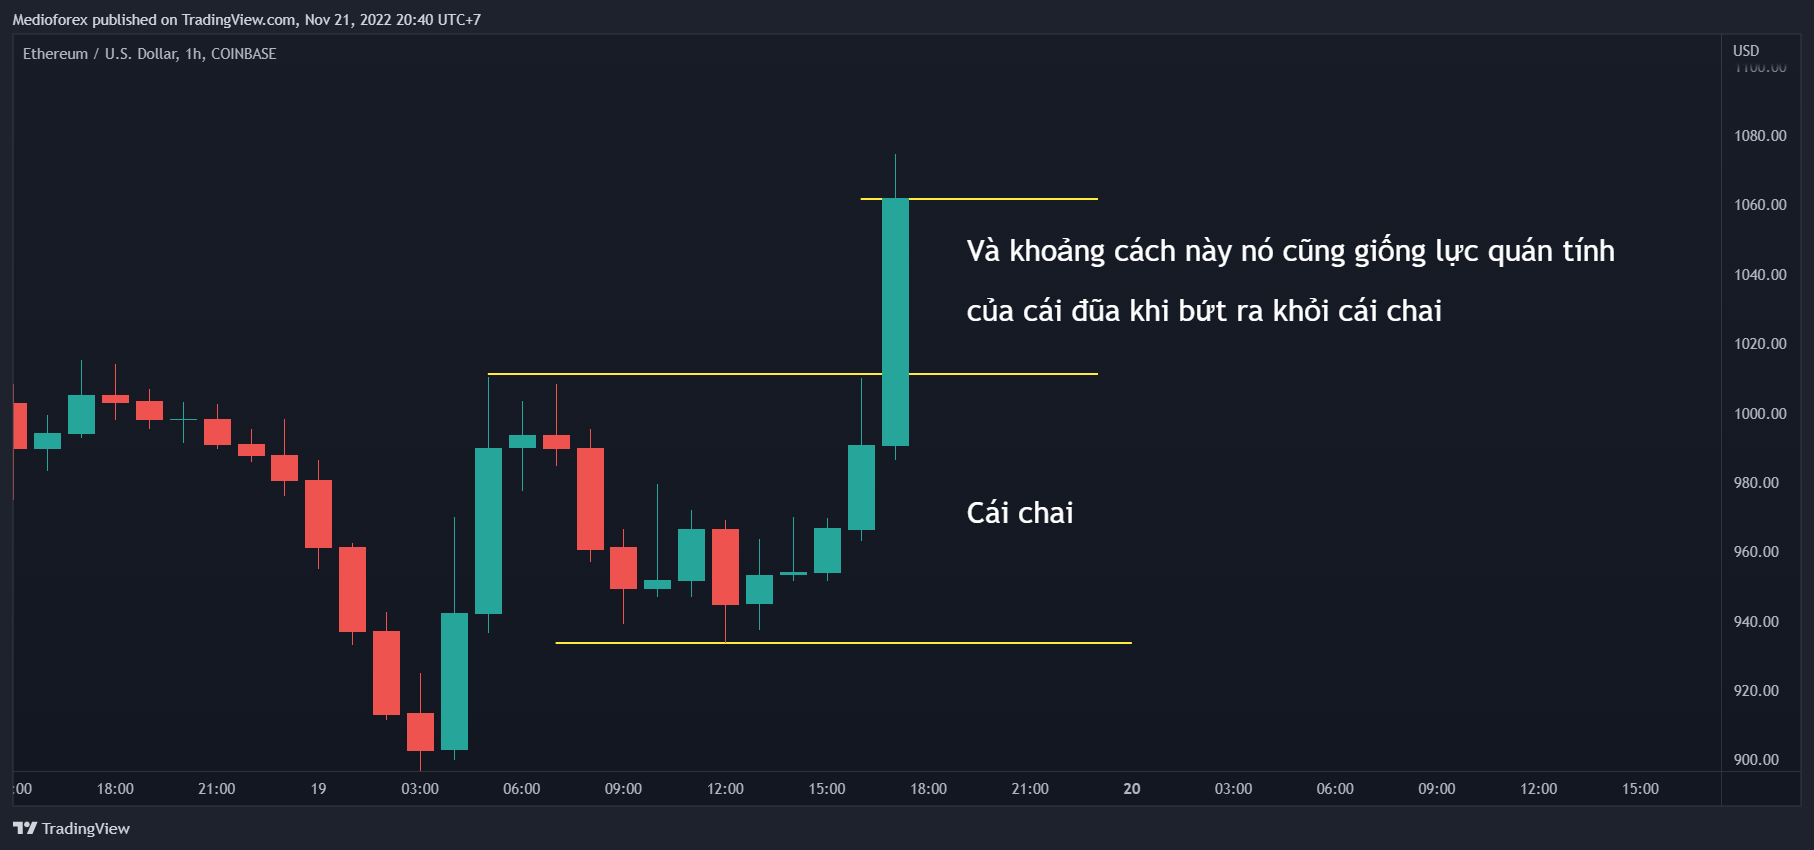 Medioforex published on TradingView.com, Nov 21, 2022 20:40 UTC+7
Ethereum / U.S. Dollar, 1h, COINBASE
USD
1100.00
1080.00
1060.00
Và khoảng cách này nó cũng giống lực quán tính
1040.00
của cái đũa khi bứt ra khỏi cái chai
1020.00
1000.00
980.00
Cái chai
960.00
940.00
920.00
900.00
:00 18:00 21:00 19 03:00 06:00 09:00 12:00 15:00 18:00 21:00 20 03:00 06:00 09:00 12:00 15:00
TradingView